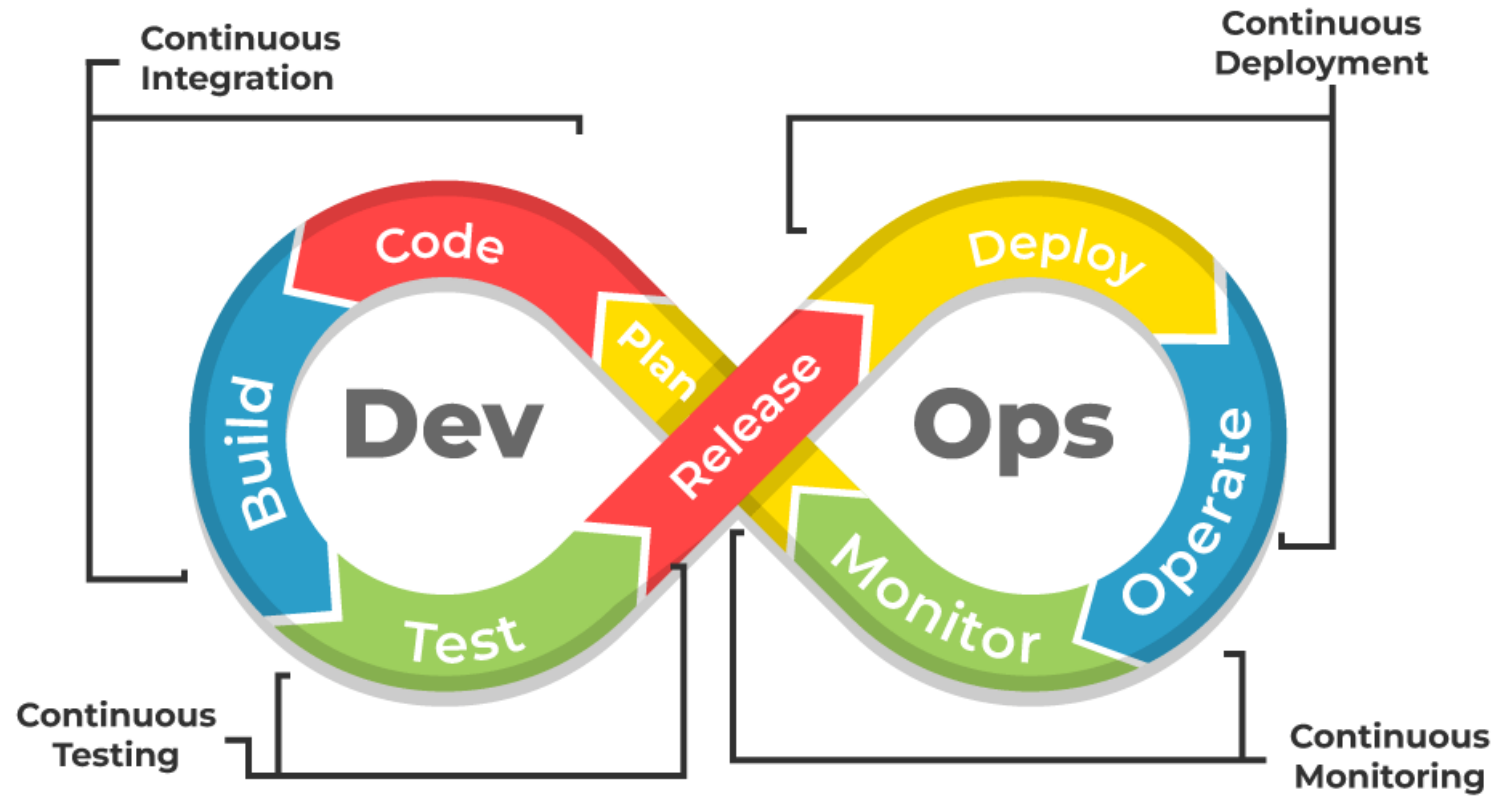 Continuous
Integration
Continuous
Deployment
Code
Deploy
Plan
Build
Dev
Release
Ops
Operate
Test
Monitor
Continuous
Testing
Continuous
Monitoring